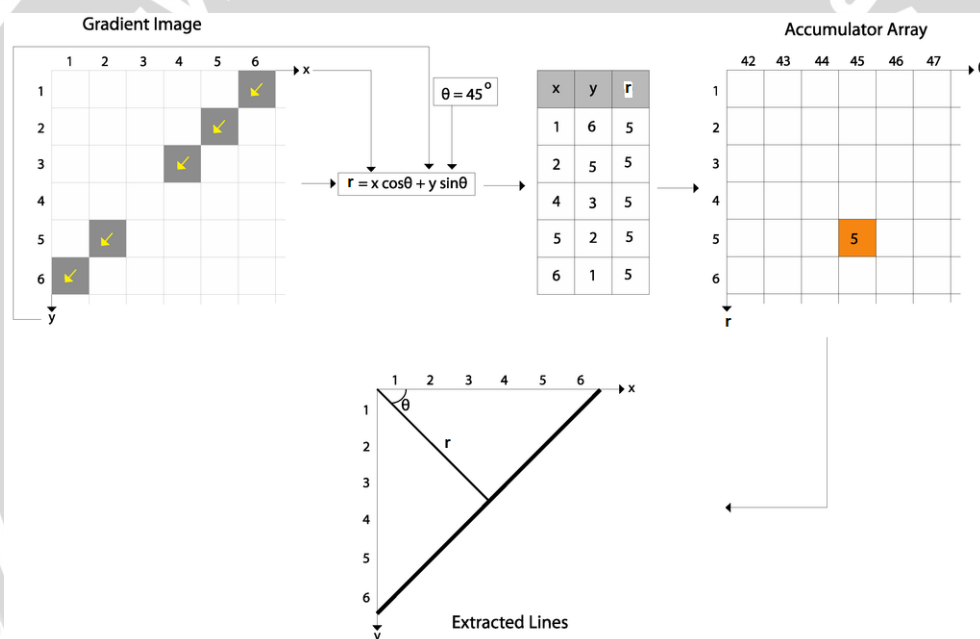 Gradient Image
1 2 3 4 5 6
x
1
2
3
4
5
6
y
θ = 45°
r = x cosθ + y sinθ
x y r
1 6 5
2 5 5
4 3 5
5 2 5
6 1 5
Accumulator Array
42 43 44 45 46 47
1
2
3
4
5 5
6
r
1 2 3 4 5 6
x
θ
r
1
2
3
4
5
6
y
Extracted Lines